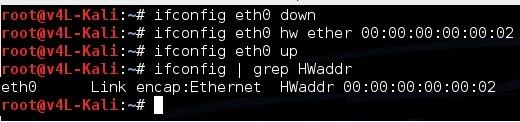 root@v4L-Kali:~# ifconfig eth0 down
root@v4L-Kali:~# ifconfig eth0 hw ether 00:00:00:00:00:02
root@v4L-Kali:~# ifconfig eth0 up
root@v4L-Kali:~# ifconfig | grep HWaddr
eth0      Link encap:Ethernet  HWaddr 00:00:00:00:00:02
root@v4L-Kali:~#